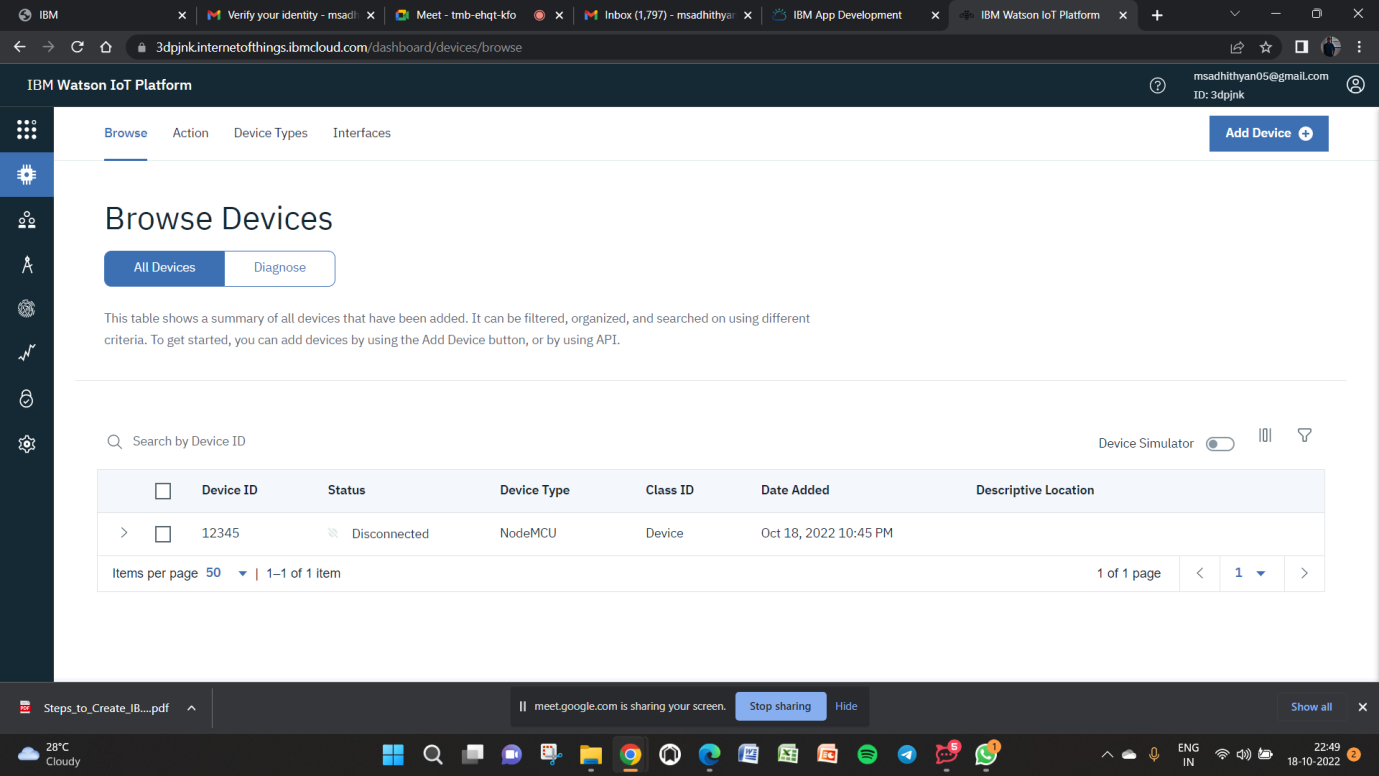 IBM
Verify your identity - msadh
Meet - tmb-ehqt-kfo
Inbox (1,797) - msadhithyan
IBM App Development
IBM Watson IoT Platform
3dpjnk.internetofthings.ibmcloud.com/dashboard/devices/browse
IBM Watson IoT Platform
msadhithyan05@gmail.com
ID: 3dpjnk
Browse Action Device Types Interfaces
Add Device
Browse Devices
All Devices Diagnose
This table shows a summary of all devices that have been added. It can be filtered, organized, and searched on using different
criteria. To get started, you can add devices by using the Add Device button, or by using API.
Search by Device ID
Device Simulator
Device ID Status Device Type Class ID Date Added Descriptive Location
12345 Disconnected NodeMCU Device Oct 18, 2022 10:45 PM
Items per page 50 | 1–1 of 1 item 1 of 1 page 1
Steps_to_Create_IB....pdf
meet.google.com is sharing your screen. Stop sharing Hide
Show all
28°C
Cloudy
5
1
ENG
IN
22:49
18-10-2022
2